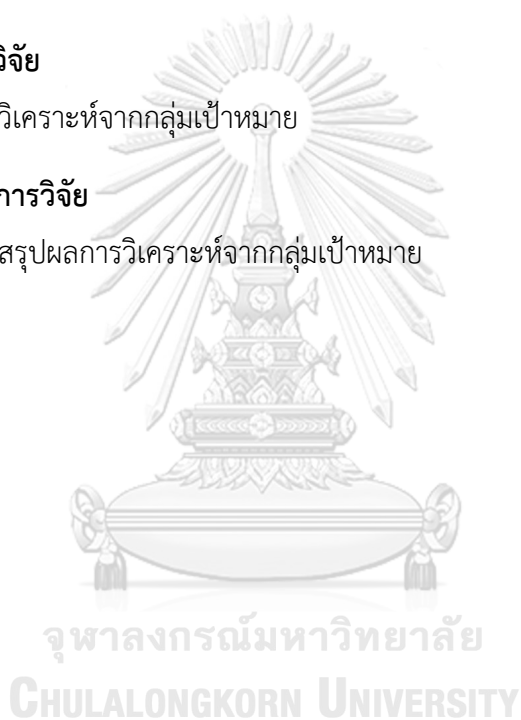 วิจัย
วิเคราะห์จากกลุ่มเป้าหมาย
การวิจัย
สรุปผลการวิเคราะห์จากกลุ่มเป้าหมาย
จุฬาลงกรณ์มหาวิทยาลัย
CHULALONGKORN UNIVERSITY